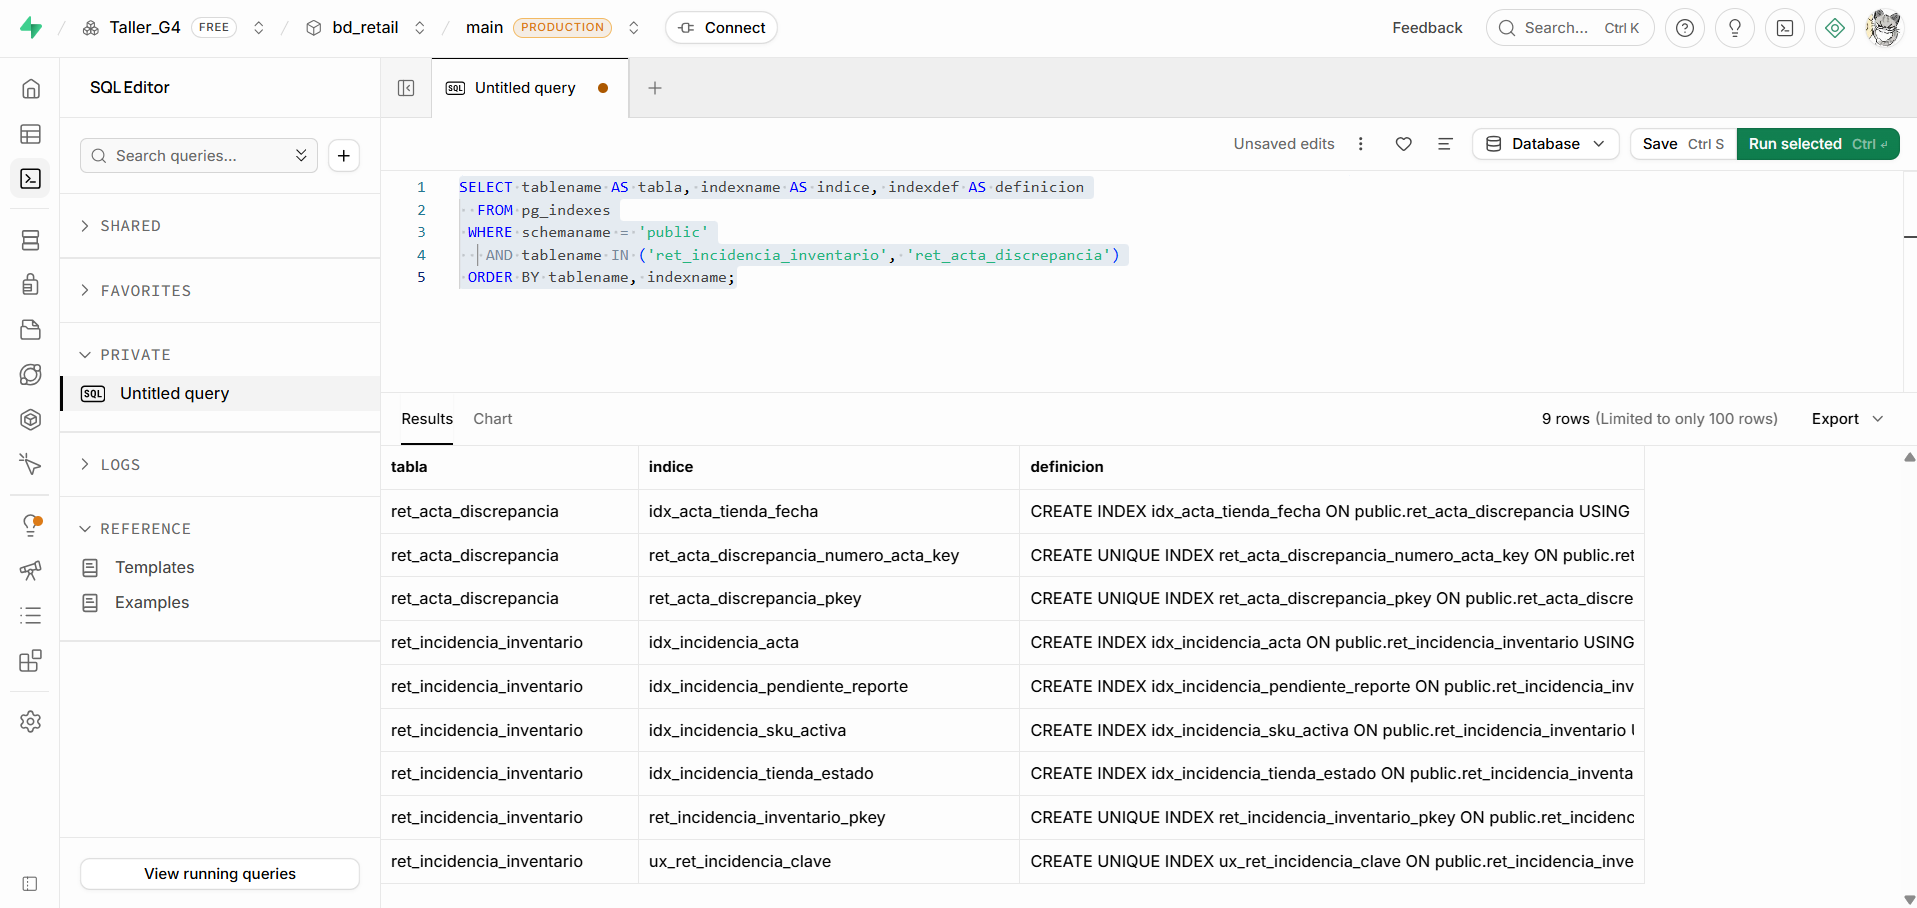 Taller_G4 FREE bd_retail main PRODUCTION Connect Feedback Search... Ctrl K
SQL Editor
SQL Untitled query
Search queries...
Unsaved edits Database Save Ctrl S Run selected Ctrl ↵
SHARED
FAVORITES
PRIVATE
SQL Untitled query
LOGS
REFERENCE
Templates
Examples
View running queries
1 SELECT tablename AS tabla, indexname AS indice, indexdef AS definicion
2 FROM pg_indexes
3 WHERE schemaname = 'public'
4 AND tablename IN ('ret_incidencia_inventario', 'ret_acta_discrepancia')
5 ORDER BY tablename, indexname;
Results Chart 9 rows (Limited to only 100 rows) Export
tabla indice definicion
ret_acta_discrepancia idx_acta_tienda_fecha CREATE INDEX idx_acta_tienda_fecha ON public.ret_acta_discrepancia USING
ret_acta_discrepancia ret_acta_discrepancia_numero_acta_key CREATE UNIQUE INDEX ret_acta_discrepancia_numero_acta_key ON public.ret
ret_acta_discrepancia ret_acta_discrepancia_pkey CREATE UNIQUE INDEX ret_acta_discrepancia_pkey ON public.ret_acta_discre
ret_incidencia_inventario idx_incidencia_acta CREATE INDEX idx_incidencia_acta ON public.ret_incidencia_inventario USING
ret_incidencia_inventario idx_incidencia_pendiente_reporte CREATE INDEX idx_incidencia_pendiente_reporte ON public.ret_incidencia_inv
ret_incidencia_inventario idx_incidencia_sku_activa CREATE INDEX idx_incidencia_sku_activa ON public.ret_incidencia_inventario
ret_incidencia_inventario idx_incidencia_tienda_estado CREATE INDEX idx_incidencia_tienda_estado ON public.ret_incidencia_inventa
ret_incidencia_inventario ret_incidencia_inventario_pkey CREATE UNIQUE INDEX ret_incidencia_inventario_pkey ON public.ret_incidenc
ret_incidencia_inventario ux_ret_incidencia_clave CREATE UNIQUE INDEX ux_ret_incidencia_clave ON public.ret_incidencia_inve